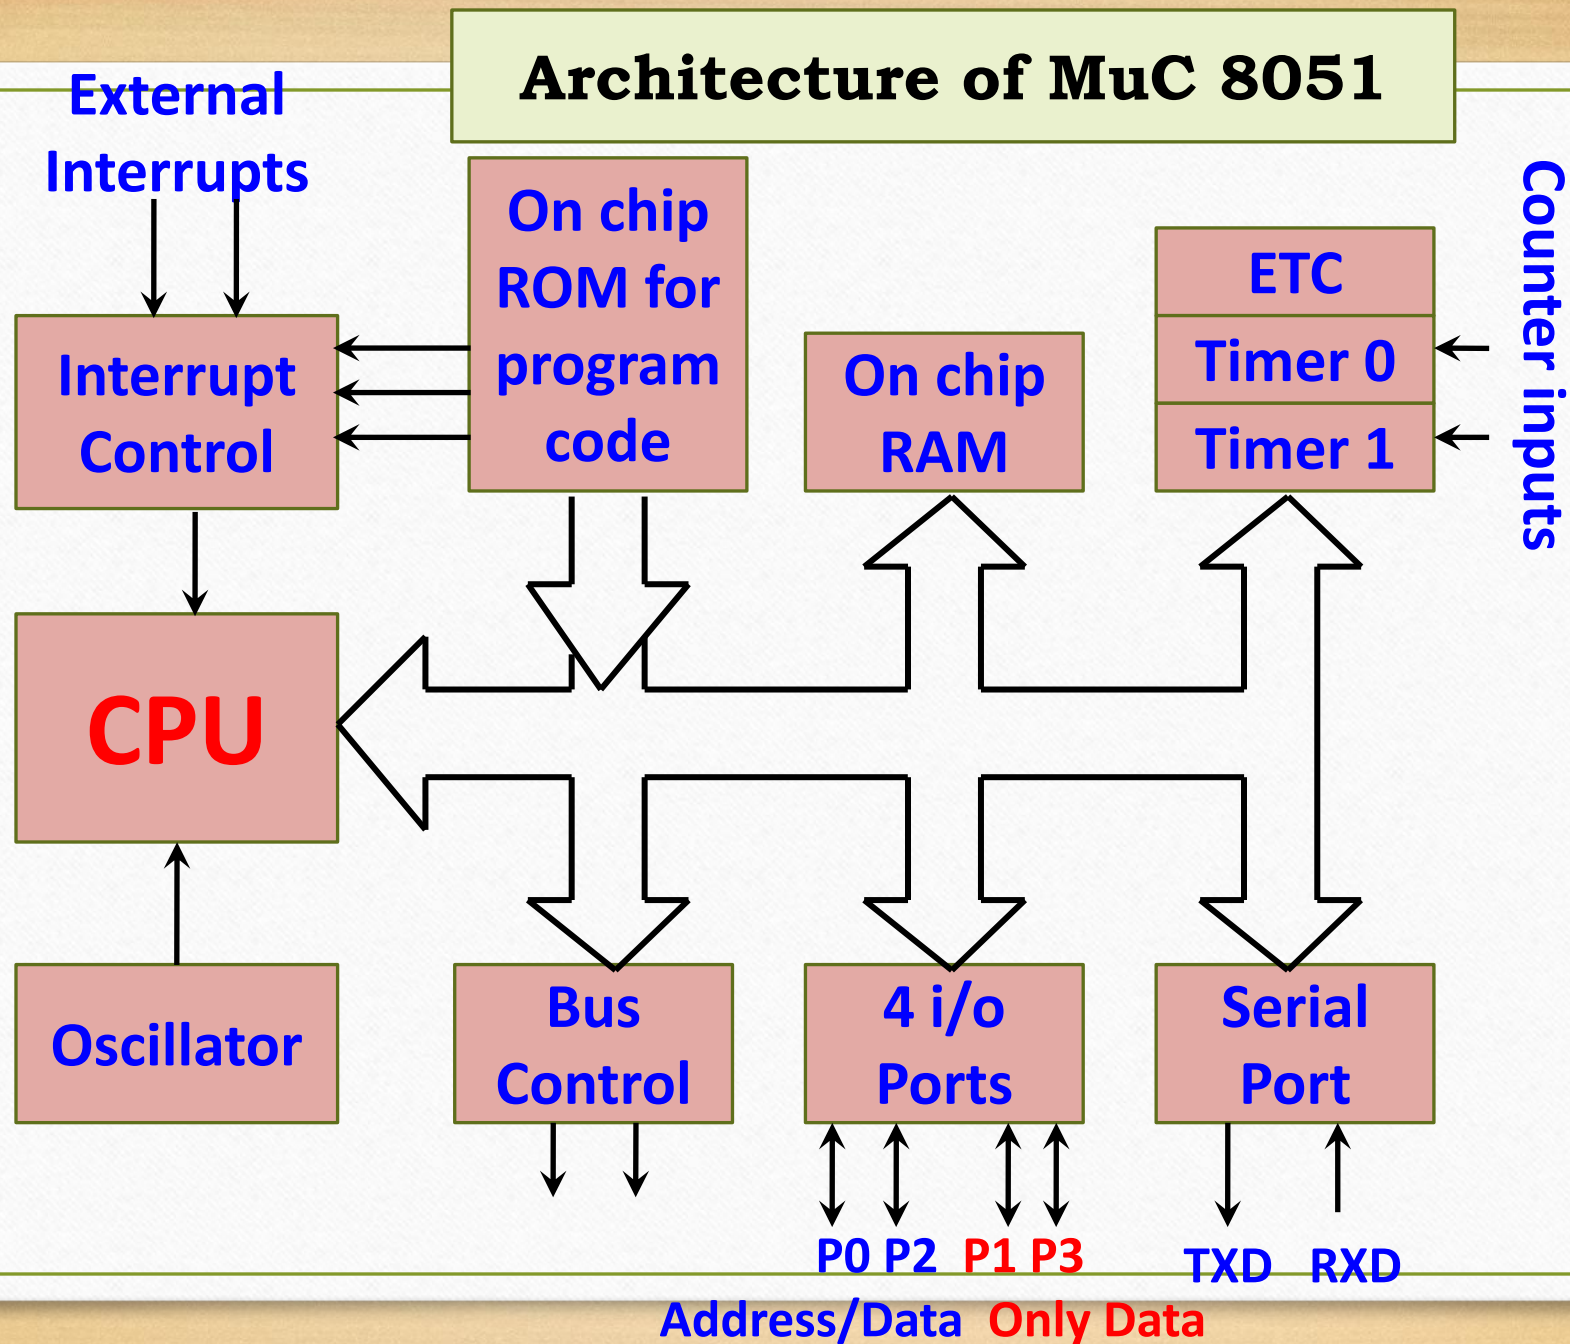 Architecture of MuC 8051
External
Interrupts
On chip
ROM for
program
code
Interrupt
Control
On chip
RAM
ETC
Timer 0
Timer 1
Counter inputs
CPU
Oscillator
Bus
Control
4 i/o
Ports
Serial
Port
P0 P2 P1 P3
TXD RXD
Address/Data Only Data